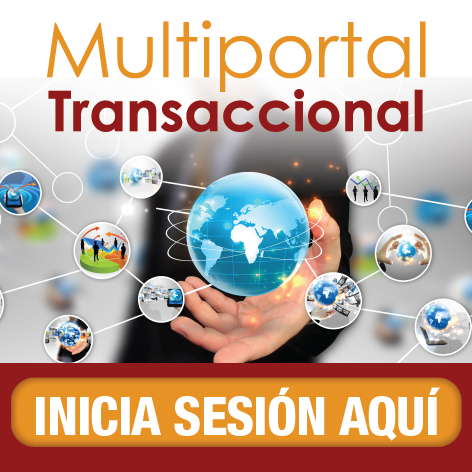 Multiportal
Transaccional
INICIA SESIÓN AQUÍ